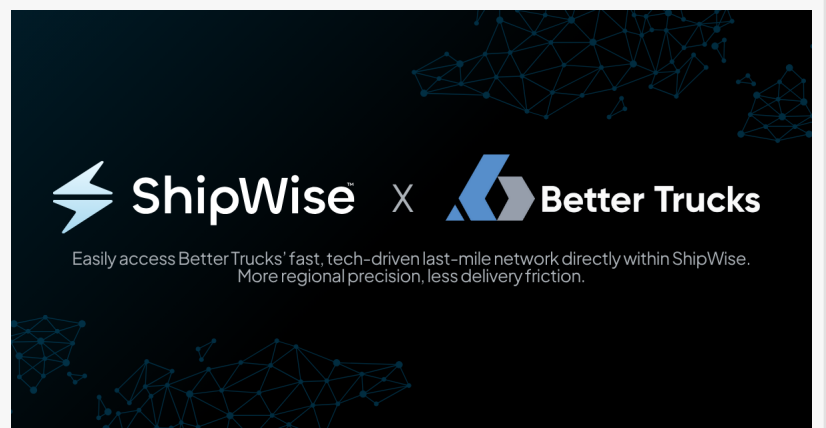 ShipWise™ X Better Trucks
Easily access Better Trucks' fast, tech-driven last-mile network directly within ShipWise.
More regional precision, less delivery friction.